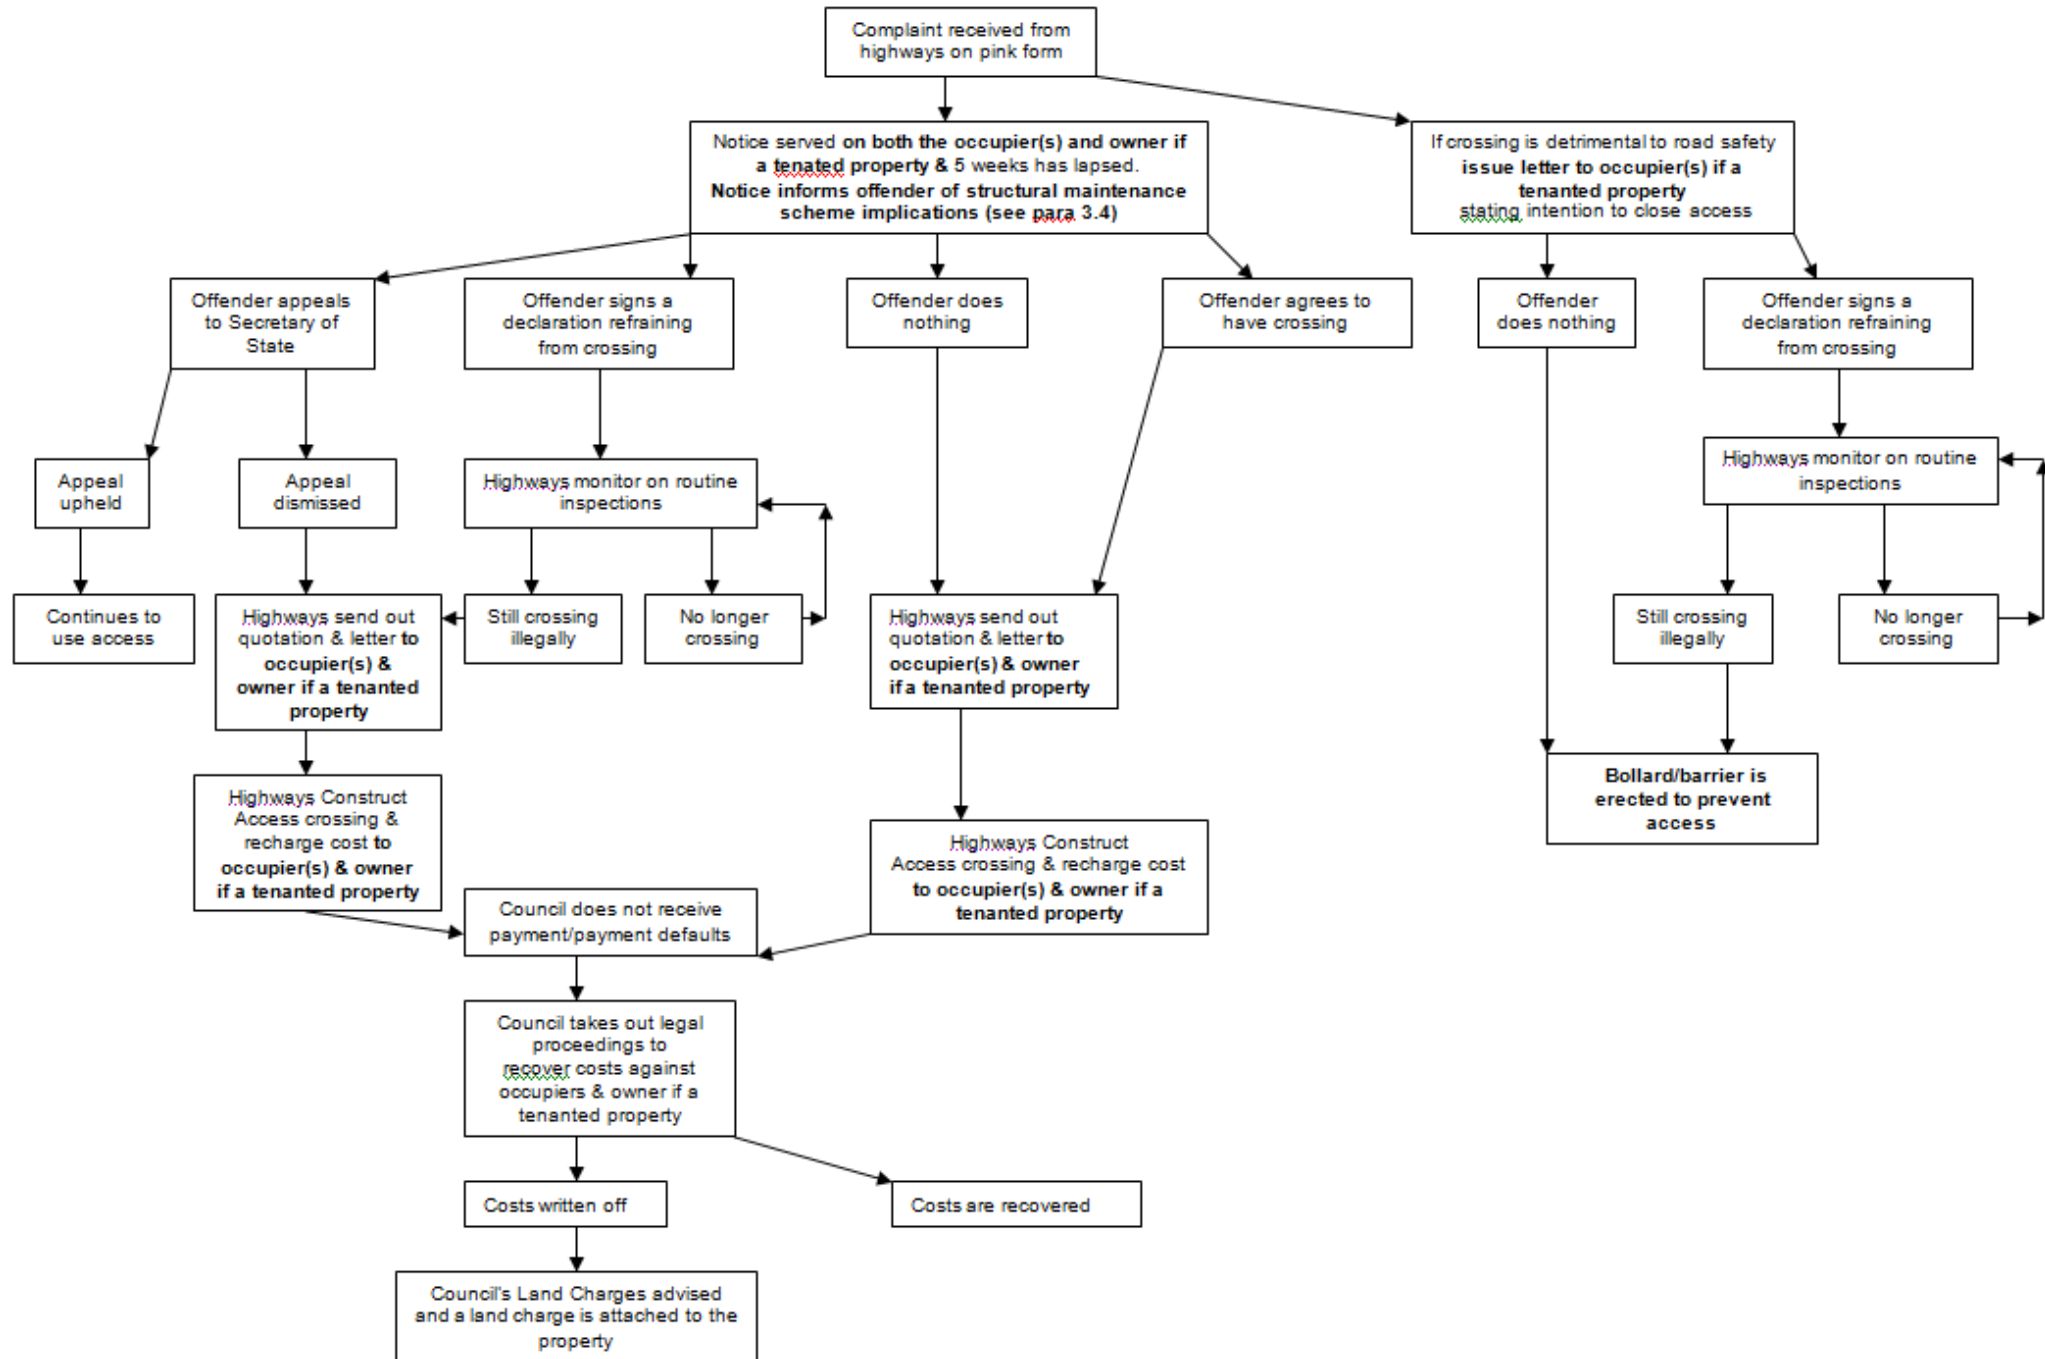 Complaint received from
highways on pink form
Notice served on both the occupier(s) and owner if
a tenated property & 5 weeks has lapsed.
Notice informs offender of structural maintenance
scheme implications (see para 3.4)
If crossing is detrimental to road safety
issue letter to occupier(s) if a
tenanted property
stating intention to close access
Offender appeals
to Secretary of
State
Offender signs a
declaration refraining
from crossing
Offender does
nothing
Offender agrees to
have crossing
Offender
does nothing
Offender signs a
declaration refraining
from crossing
Appeal
upheld
Appeal
dismissed
Highways monitor on routine
inspections
Highways monitor on routine
inspections
Continues to
use access
Highways send out
quotation & letter to
occupier(s) &
owner if a tenanted
property
Still crossing
illegally
No longer
crossing
Highways send out
quotation & letter to
occupier(s) & owner
if a tenanted property
Still crossing
illegally
No longer
crossing
Highways Construct
Access crossing &
recharge cost to
occupier(s) & owner
if a tenanted property
Bollard/barrier is
erected to prevent
access
Highways Construct
Access crossing & recharge cost
to occupier(s) & owner if a
tenanted property
Council does not receive
payment/payment defaults
Council takes out legal
proceedings to
recover costs against
occupiers & owner if a
tenanted property
Costs written off
Costs are recovered
Council's Land Charges advised
and a land charge is attached to the
property